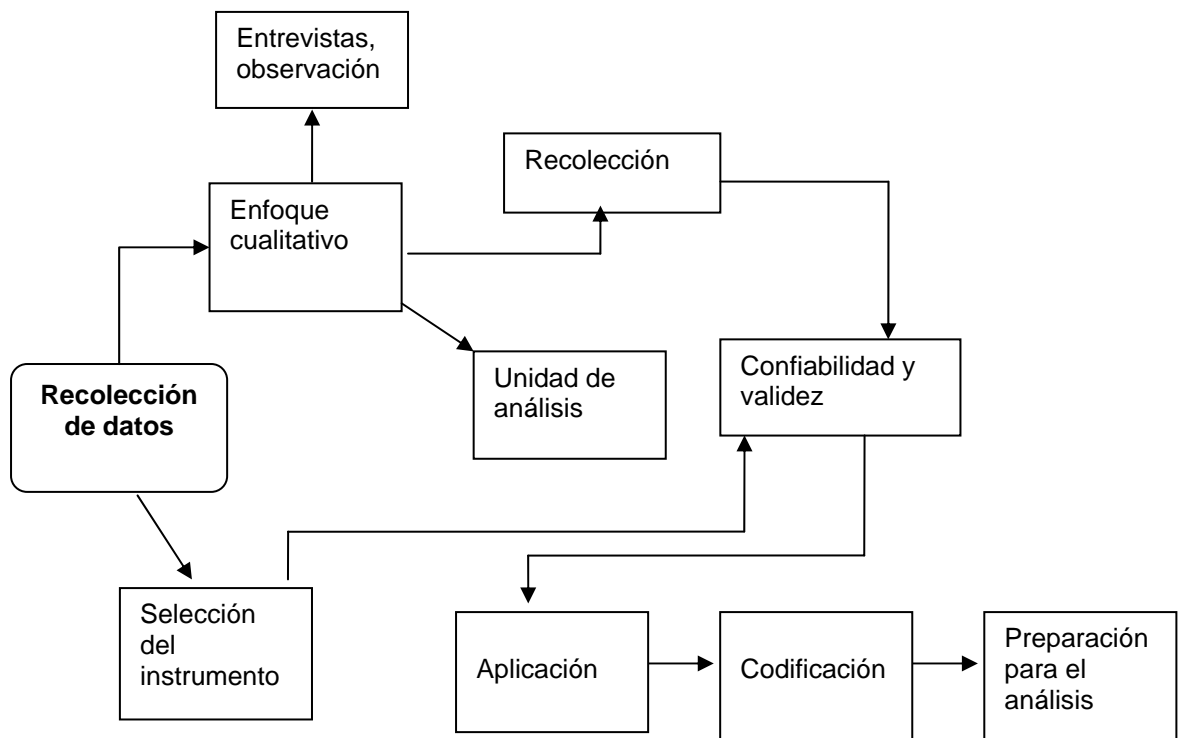 Entrevistas,
observación
Recolección
Enfoque
cualitativo
Unidad de
análisis
Confiabilidad y
validez
Recolección
de datos
Selección
del
instrumento
Aplicación
Codificación
Preparación
para el
análisis